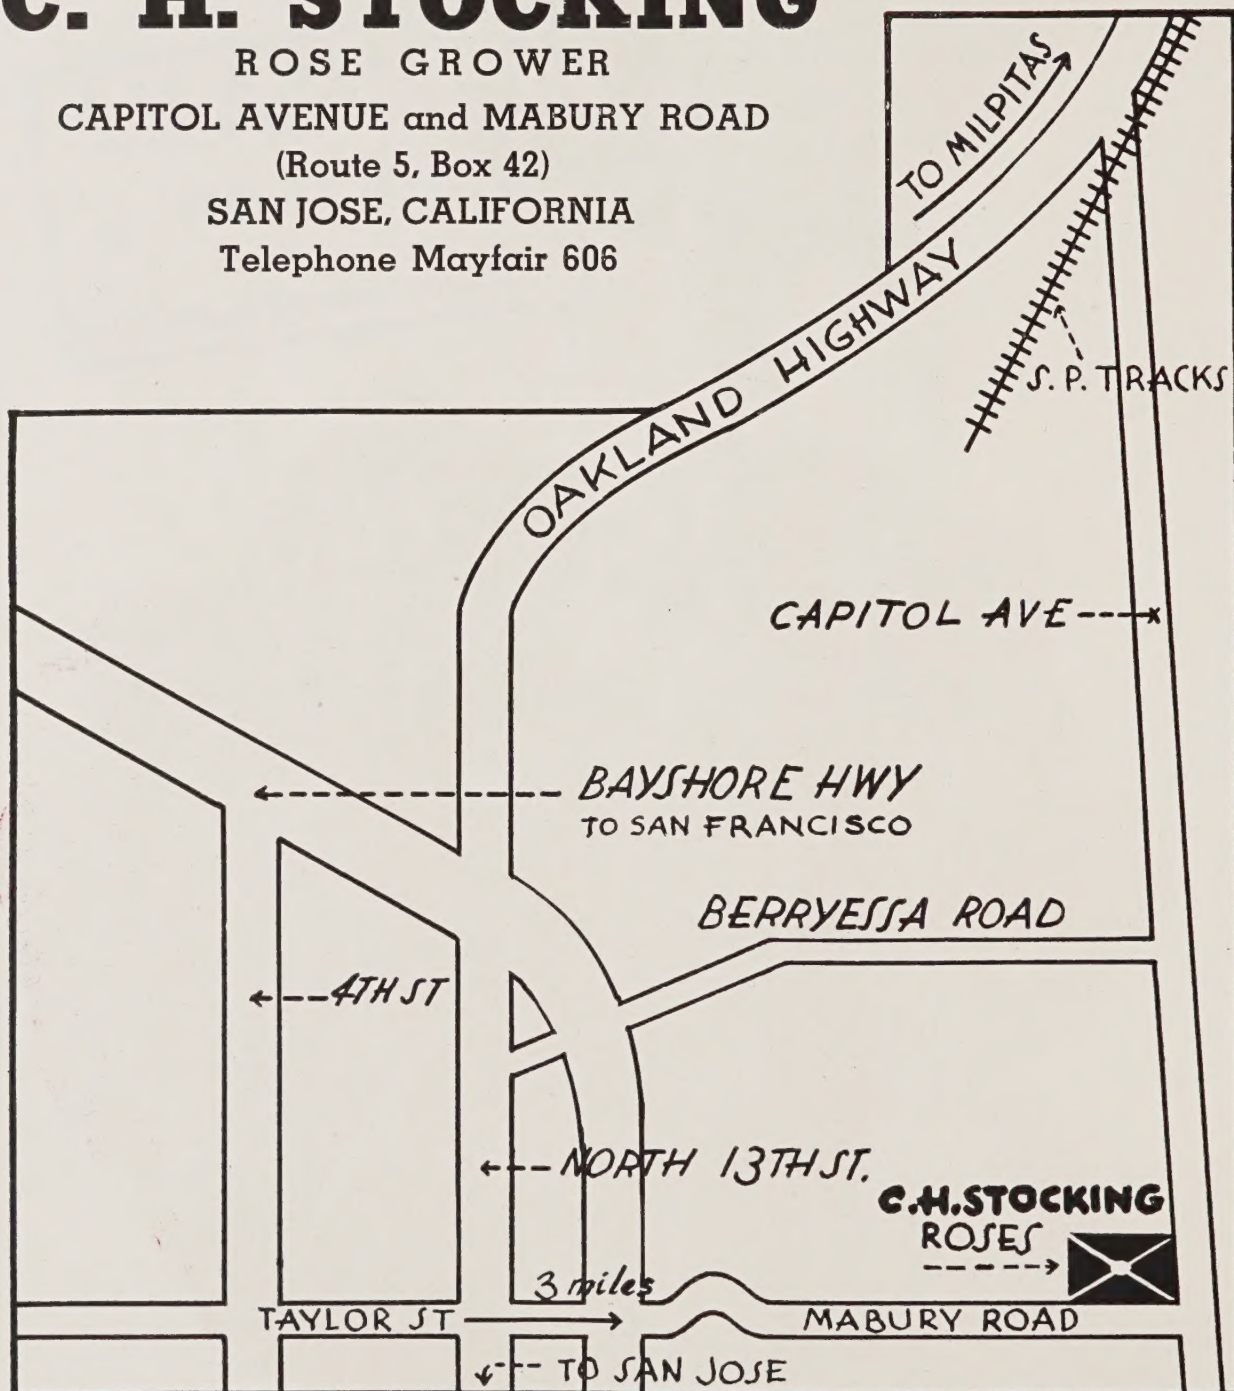 C. H. STOCKING
ROSE GROWER
CAPITOL AVENUE and MABURY ROAD
(Route 5, Box 42)
SAN JOSE, CALIFORNIA
Telephone Mayfair 606
TO MILPITAS
OAKLAND HIGHWAY
S. P. TRACKS
CAPITOL AVE
BAYSHORE HWY
TO SAN FRANCISCO
BERRYESSA ROAD
4TH ST
NORTH 13TH ST.
C.H.STOCKING
ROSES
3 miles
TAYLOR ST
MABURY ROAD
TO SAN JOSE